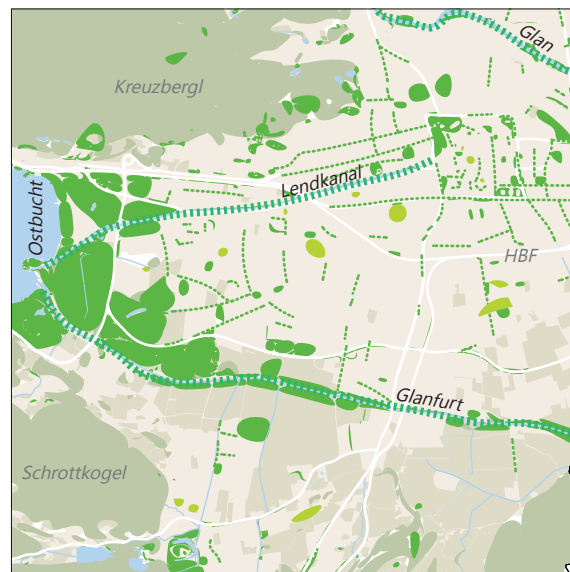 Glan
Kreuzbergl
Lendkanal
Ostbucht
HBF
Glanfurt
Schrottkogel